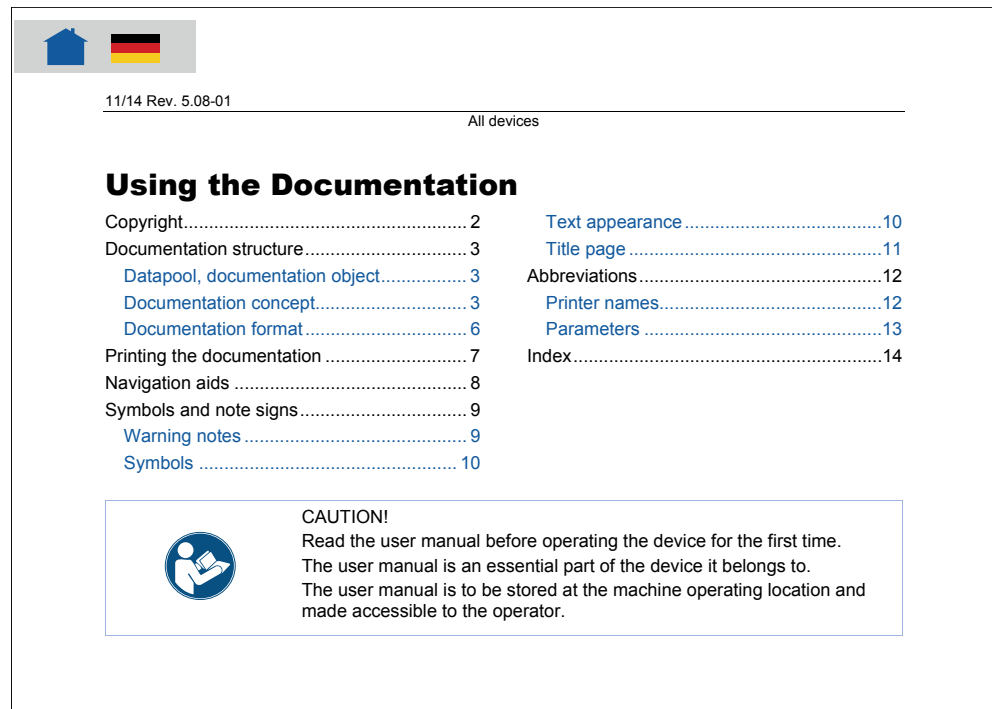 11/14 Rev. 5.08-01
All devices
Using the Documentation
Copyright....................................................... 2
Documentation structure................................ 3
Datapool, documentation object................. 3
Documentation concept.............................. 3
Documentation format................................ 6
Printing the documentation ............................ 7
Navigation aids .............................................. 8
Symbols and note signs................................. 9
Warning notes ............................................ 9
Symbols ................................................... 10
Text appearance.......................................10
Title page ..................................................11
Abbreviations................................................12
Printer names............................................12
Parameters ...............................................13
Index.............................................................14
CAUTION!
Read the user manual before operating the device for the first time.
The user manual is an essential part of the device it belongs to.
The user manual is to be stored at the machine operating location and
made accessible to the operator.